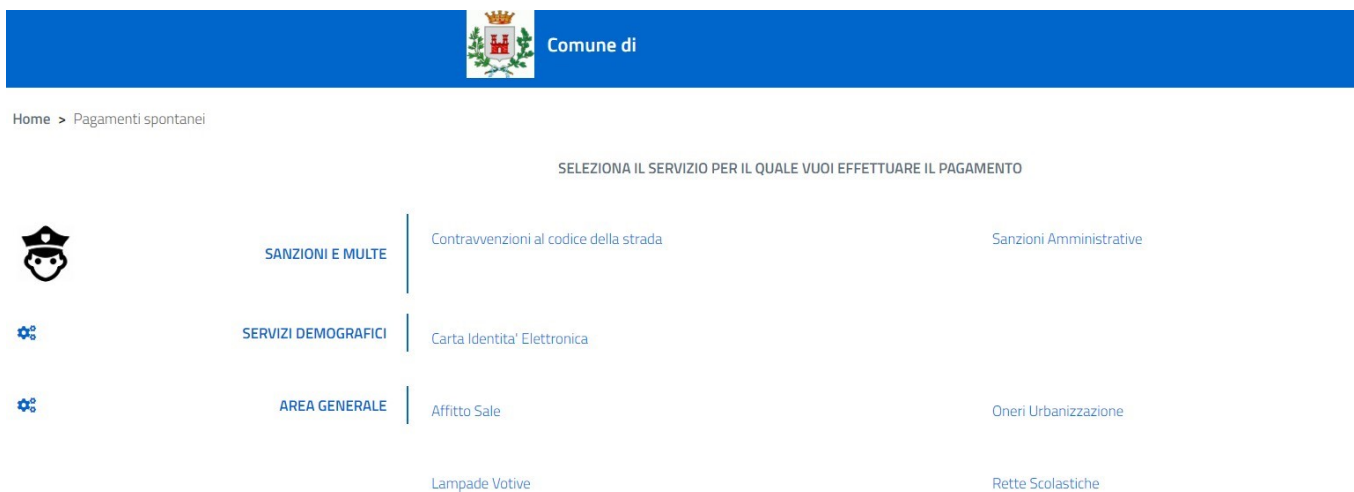 Comune di
Home > Pagamenti spontanei
SELEZIONA IL SERVIZIO PER IL QUALE VUOI EFFETTUARE IL PAGAMENTO
SANZIONI E MULTE
Contravvenzioni al codice della strada
Sanzioni Amministrative
SERVIZI DEMOGRAFICI
Carta Identita' Elettronica
AREA GENERALE
Affitto Sale
Oneri Urbanizzazione
Lampade Votive
Rette Scolastiche